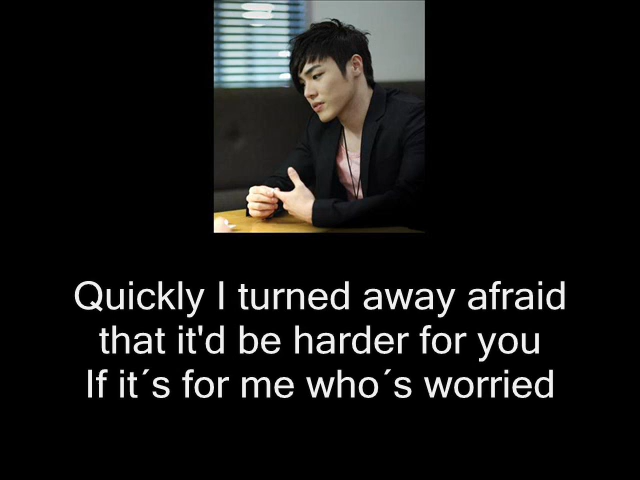 Quickly I turned away afraid
that it'd be harder for you
If it´s for me who´s worried